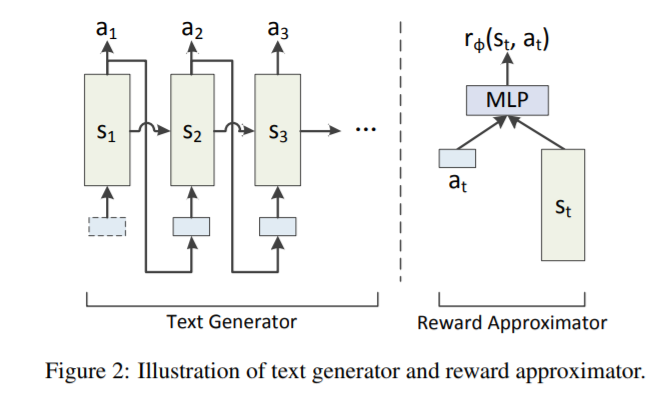 a1 a2 a3
rϕ(st, at)
MLP
s1 s2 s3 ...
at
st
Text Generator
Reward Approximator
Figure 2: Illustration of text generator and reward approximator.